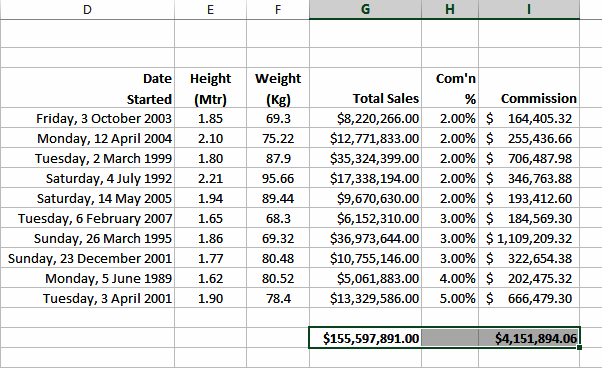 D E F G H I
Date Height Weight Com'n
Started (Mtr) (Kg) Total Sales % Commission
Friday, 3 October 2003 1.85 69.3 $8,220,266.00 2.00% $ 164,405.32
Monday, 12 April 2004 2.10 75.22 $12,771,833.00 2.00% $ 255,436.66
Tuesday, 2 March 1999 1.80 87.9 $35,324,399.00 2.00% $ 706,487.98
Saturday, 4 July 1992 2.21 95.66 $17,338,194.00 2.00% $ 346,763.88
Saturday, 14 May 2005 1.94 89.44 $9,670,630.00 2.00% $ 193,412.60
Tuesday, 6 February 2007 1.65 68.3 $6,152,310.00 3.00% $ 184,569.30
Sunday, 26 March 1995 1.86 69.32 $36,973,644.00 3.00% $ 1,109,209.32
Sunday, 23 December 2001 1.77 80.48 $10,755,146.00 3.00% $ 322,654.38
Monday, 5 June 1989 1.62 80.52 $5,061,883.00 4.00% $ 202,475.32
Tuesday, 3 April 2001 1.90 78.4 $13,329,586.00 5.00% $ 666,479.30
$155,597,891.00 $4,151,894.06